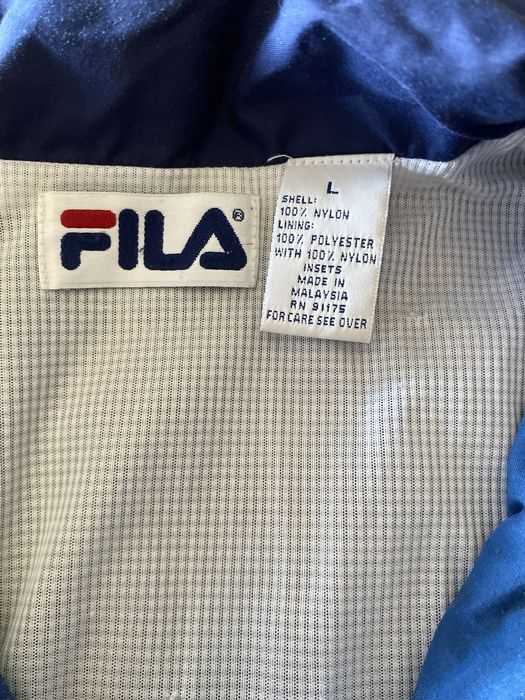 FILA®
L
SHELL:
100% NYLON
LINING:
100% POLYESTER
WITH 100% NYLON
INSETS
MADE IN
MALAYSIA
RN 91175
FOR CARE SEE OVER